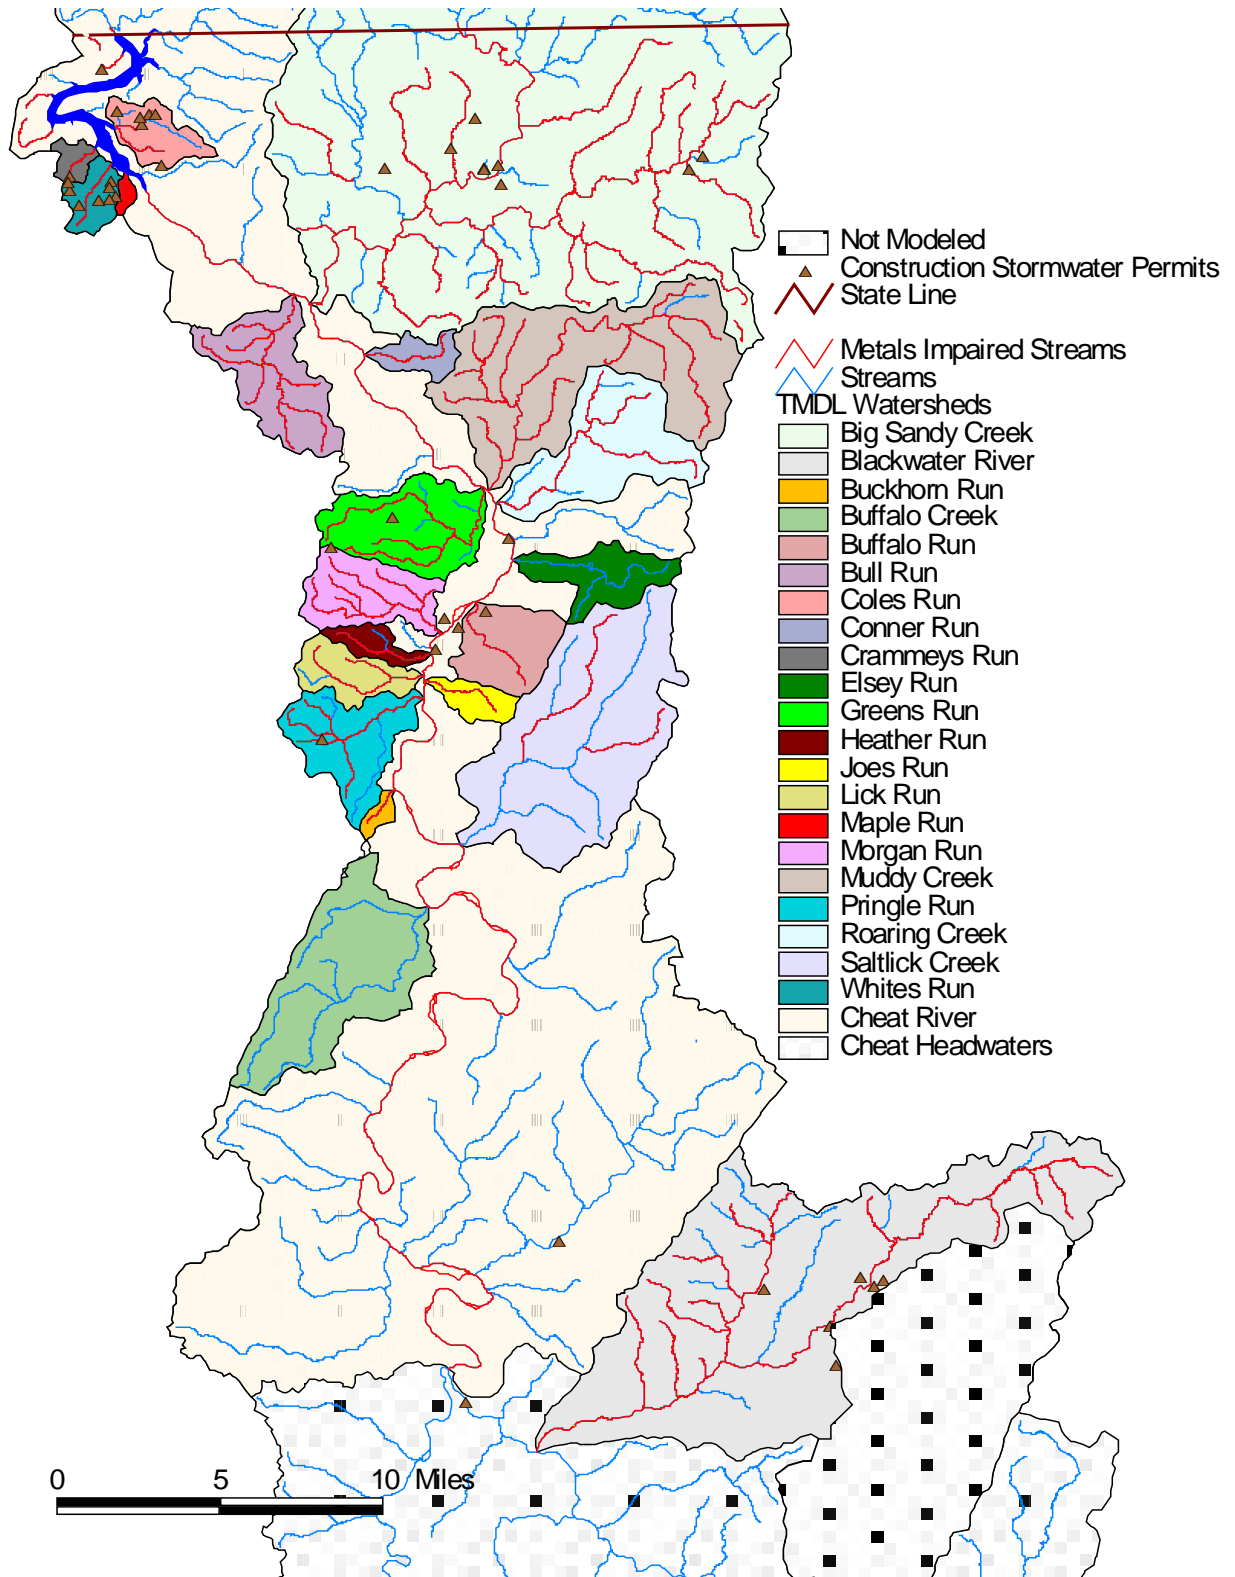 Not Modeled
Construction Stormwater Permits
State Line
Metals Impaired Streams
Streams
TMDL Watersheds
Big Sandy Creek
Blackwater River
Buckhorn Run
Buffalo Creek
Buffalo Run
Bull Run
Coles Run
Conner Run
Crammeys Run
Elsey Run
Greens Run
Heather Run
Joes Run
Lick Run
Maple Run
Morgan Run
Muddy Creek
Pringle Run
Roaring Creek
Saltlick Creek
Whites Run
Cheat River
Cheat Headwaters
0 5 10 Miles